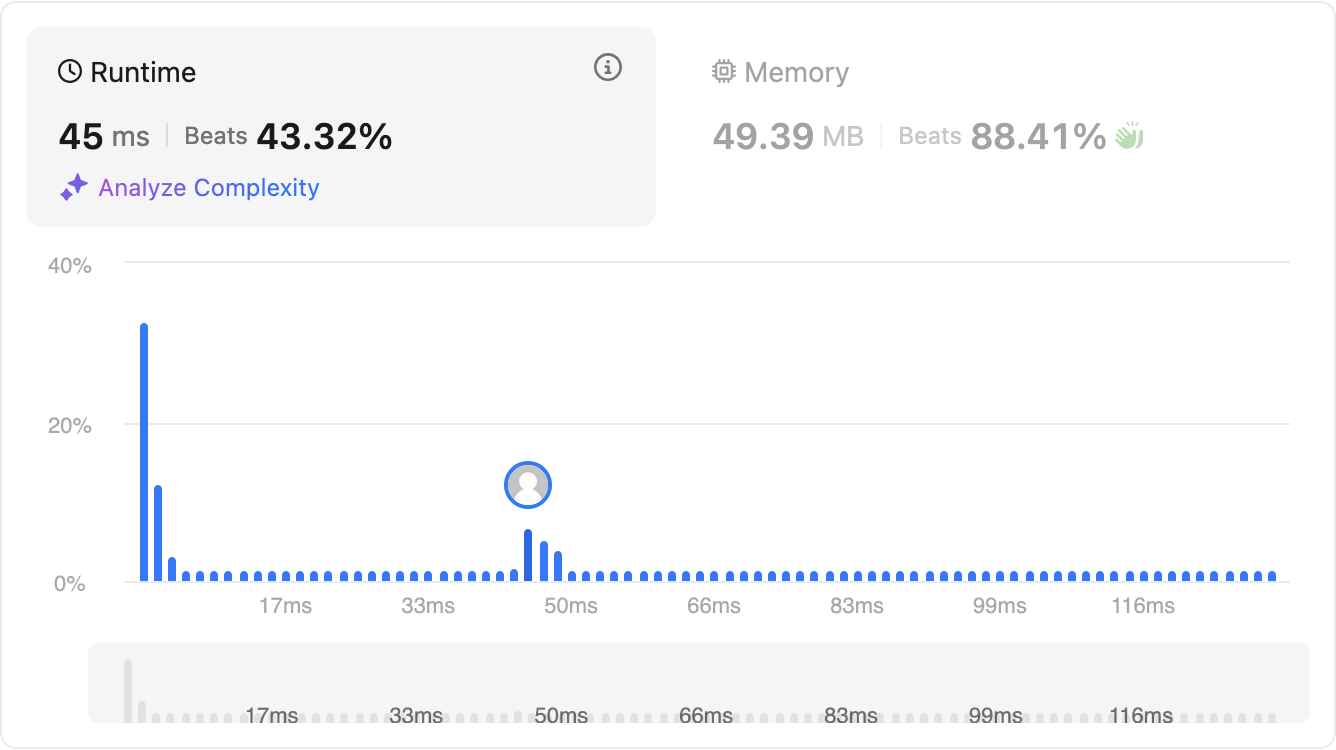 Runtime
45 ms Beats 43.32%
Analyze Complexity
Memory
49.39 MB Beats 88.41%
40%
20%
0%
17ms 33ms 50ms 66ms 83ms 99ms 116ms
17ms 33ms 50ms 66ms 83ms 99ms 116ms